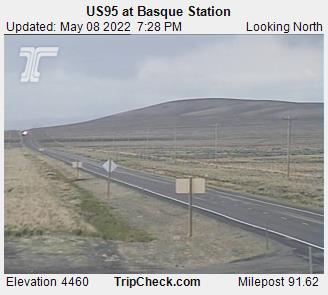 US95 at Basque Station
Updated: May 08 2022 7:28 PM Looking North
Elevation 4460 TripCheck.com Milepost 91.62